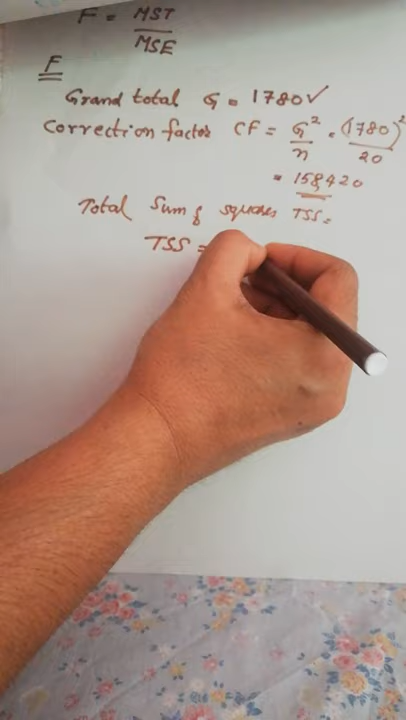 F = MST
MSE
F
Grand total G = 1780 ✓
Correction factor CF = G² / n = (1780)² / 20
= 158420
Total Sum of squares TSS =
TSS =